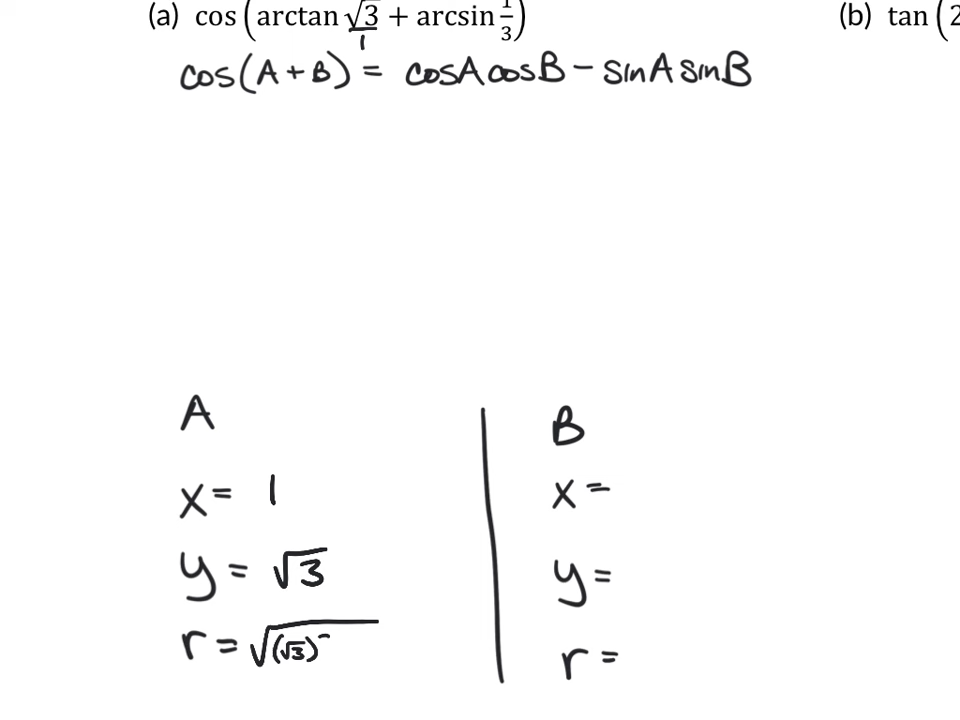 (a) cos (arctan √3/1 + arcsin 1/3)
(b) tan (2
cos(A + B) = cosA cosB − sinA sinB
A
x = 1
y = √3
r = √((√3)⁻
B
x =
y =
r =